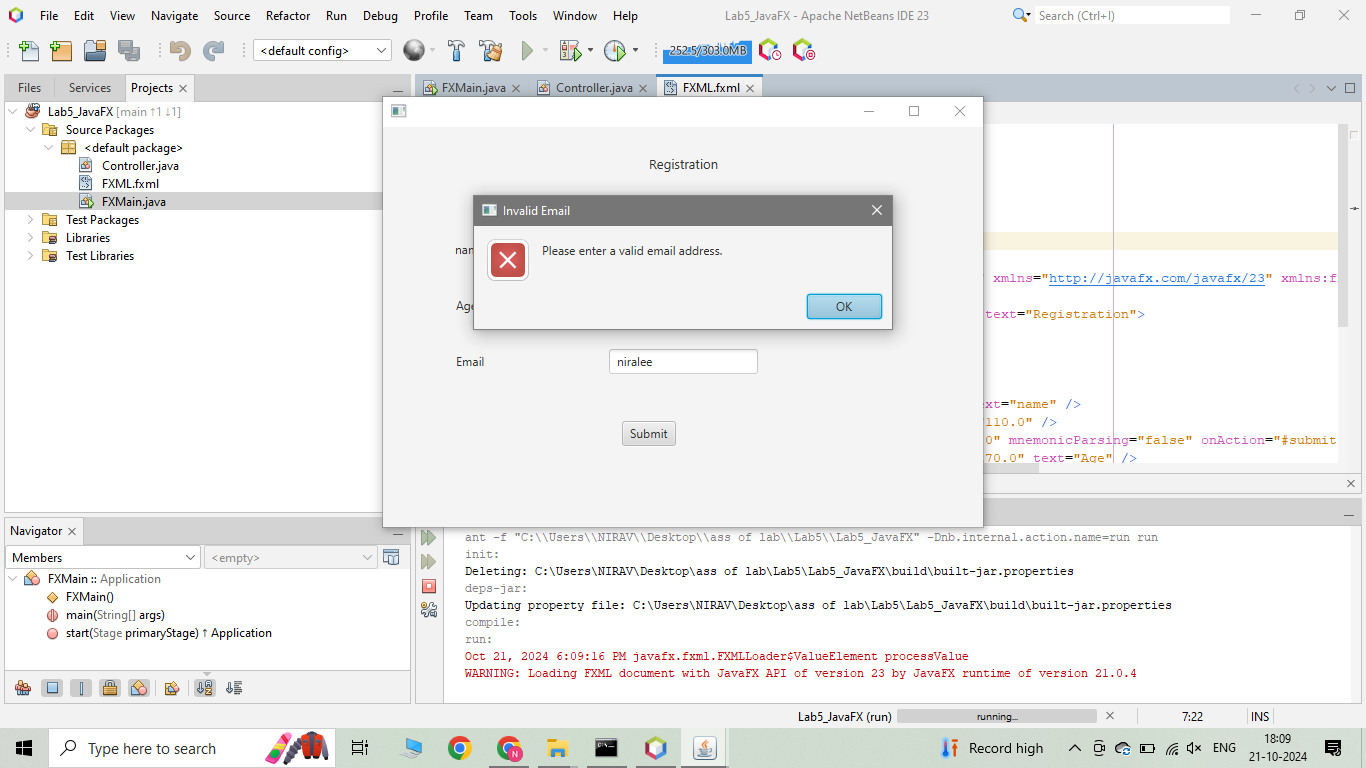 File Edit View Navigate Source Refactor Run Debug Profile Team Tools Window Help
Lab5_JavaFX - Apache NetBeans IDE 23
Search (Ctrl+I)
<default config>
252.5/303.0MB
Files Services Projects
FXMain.java Controller.java FXML.fxml
Lab5_JavaFX [main ↑1 ↓1]
Source Packages
<default package>
Controller.java
FXML.fxml
FXMain.java
Test Packages
Libraries
Test Libraries
Registration
Invalid Email
Please enter a valid email address.
OK
Email
niralee
Submit
xmlns="http://javafx.com/javafx/23" xmlns:f
text="Registration">
xt="name" />
110.0" />
0" mnemonicParsing="false" onAction="#submit
70.0" text="Age" />
Navigator
Members
<empty>
FXMain :: Application
FXMain()
main(String[] args)
start(Stage primaryStage) ↑ Application
ant -f "C:\\Users\\NIRAV\\Desktop\\ass of lab\\Lab5\\Lab5_JavaFX" -Dnb.internal.action.name=run run
init:
Deleting: C:\Users\NIRAV\Desktop\ass of lab\Lab5\Lab5_JavaFX\build\built-jar.properties
deps-jar:
Updating property file: C:\Users\NIRAV\Desktop\ass of lab\Lab5\Lab5_JavaFX\build\built-jar.properties
compile:
run:
Oct 21, 2024 6:09:16 PM javafx.fxml.FXMLLoader$ValueElement processValue
WARNING: Loading FXML document with JavaFX API of version 23 by JavaFX runtime of version 21.0.4
Lab5_JavaFX (run)
running...
7:22
INS
Type here to search
Record high
ENG
18:09
21-10-2024